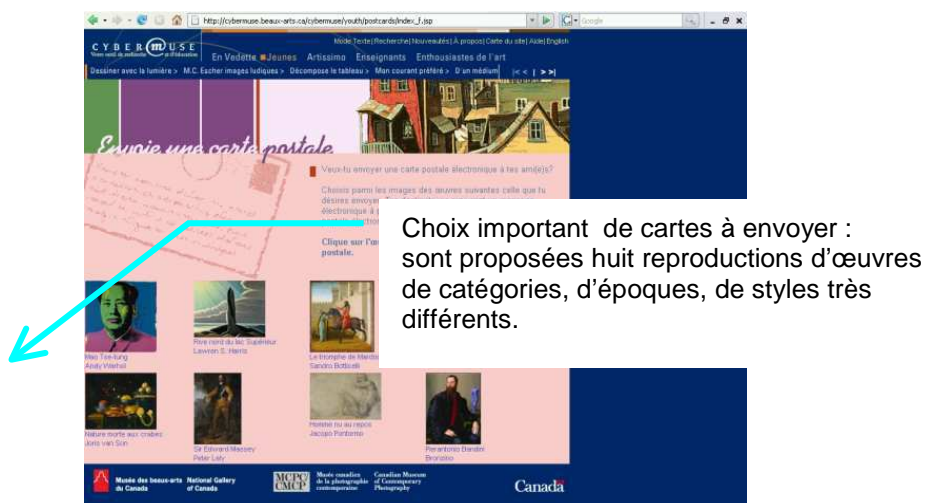 http://cybermuse.beaux-arts.ca/cybermuse/youth/postcards/index_f.jsp
Google
CYBERMUSE
Mode Texte|Recherche|Nouveautés|À propos|Carte du site|Aide|English
En Vedette Jeunes Artissimo Enseignants Enthousiastes de l'art
Dessiner avec la lumière > M.C. Escher images ludiques > Décompose le tableau > Mon courant préféré > D'un médium |< < | > >|
Envoie une carte postale
Veux-tu envoyer une carte postale électronique à tes ami(e)s?
Choisis parmi les images des œuvres suivantes celle que tu
désires envoyer
électronique à
Clique sur l'
postale.
Choix important de cartes à envoyer :
sont proposées huit reproductions d'œuvres
de catégories, d'époques, de styles très
différents.
Mao Tse-tung
Andy Warhol
Rive nord du lac Supérieur
Lawren S. Harris
Le triomphe de
Sandro Botticelli
Nature morte aux crabes
Joris van Son
Sir Edward Massey
Peter Lely
Homme nu au repos
Jacopo Pontormo
Pierantonio Bandini
Bronzino
Musée des beaux-arts du Canada
National Gallery of Canada
MCPC
CMCP
Musée canadien de la photographie contemporaine
Canadian Museum of Contemporary Photography
Canada